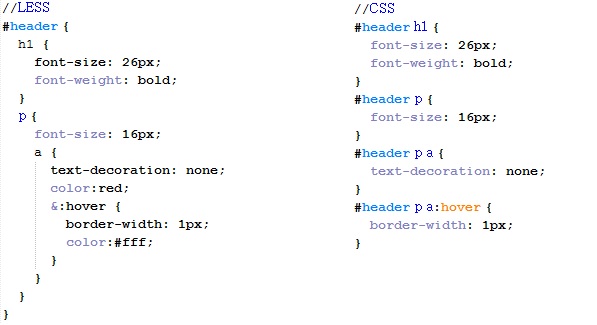 //LESS
#header {
h1 {
font-size: 26px;
font-weight: bold;
}
p {
font-size: 16px;
a {
text-decoration: none;
color:red;
&:hover {
border-width: 1px;
color:#fff;
}
}
}
}
//CSS
#header h1 {
font-size: 26px;
font-weight: bold;
}
#header p {
font-size: 16px;
}
#header p a {
text-decoration: none;
}
#header p a:hover {
border-width: 1px;
}